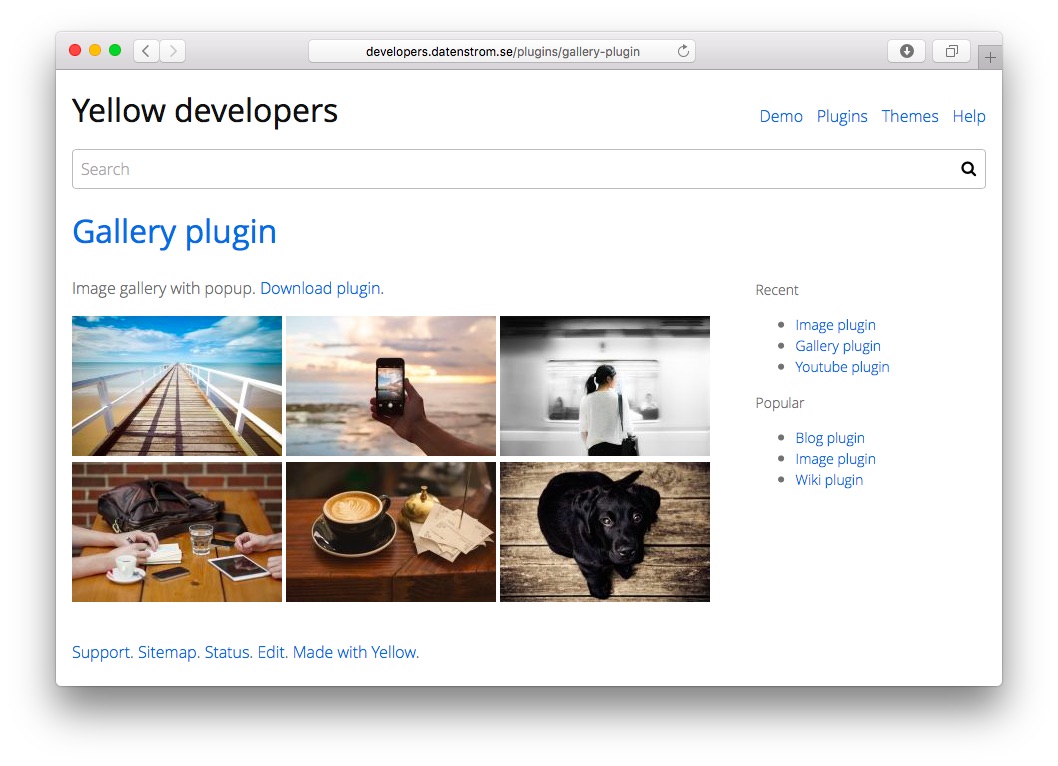 developers.datenstrom.se/plugins/gallery-plugin
Yellow developers
Demo Plugins Themes Help
Search
Gallery plugin
Image gallery with popup. Download plugin.
Recent
Image plugin
Gallery plugin
Youtube plugin
Popular
Blog plugin
Image plugin
Wiki plugin
Support. Sitemap. Status. Edit. Made with Yellow.